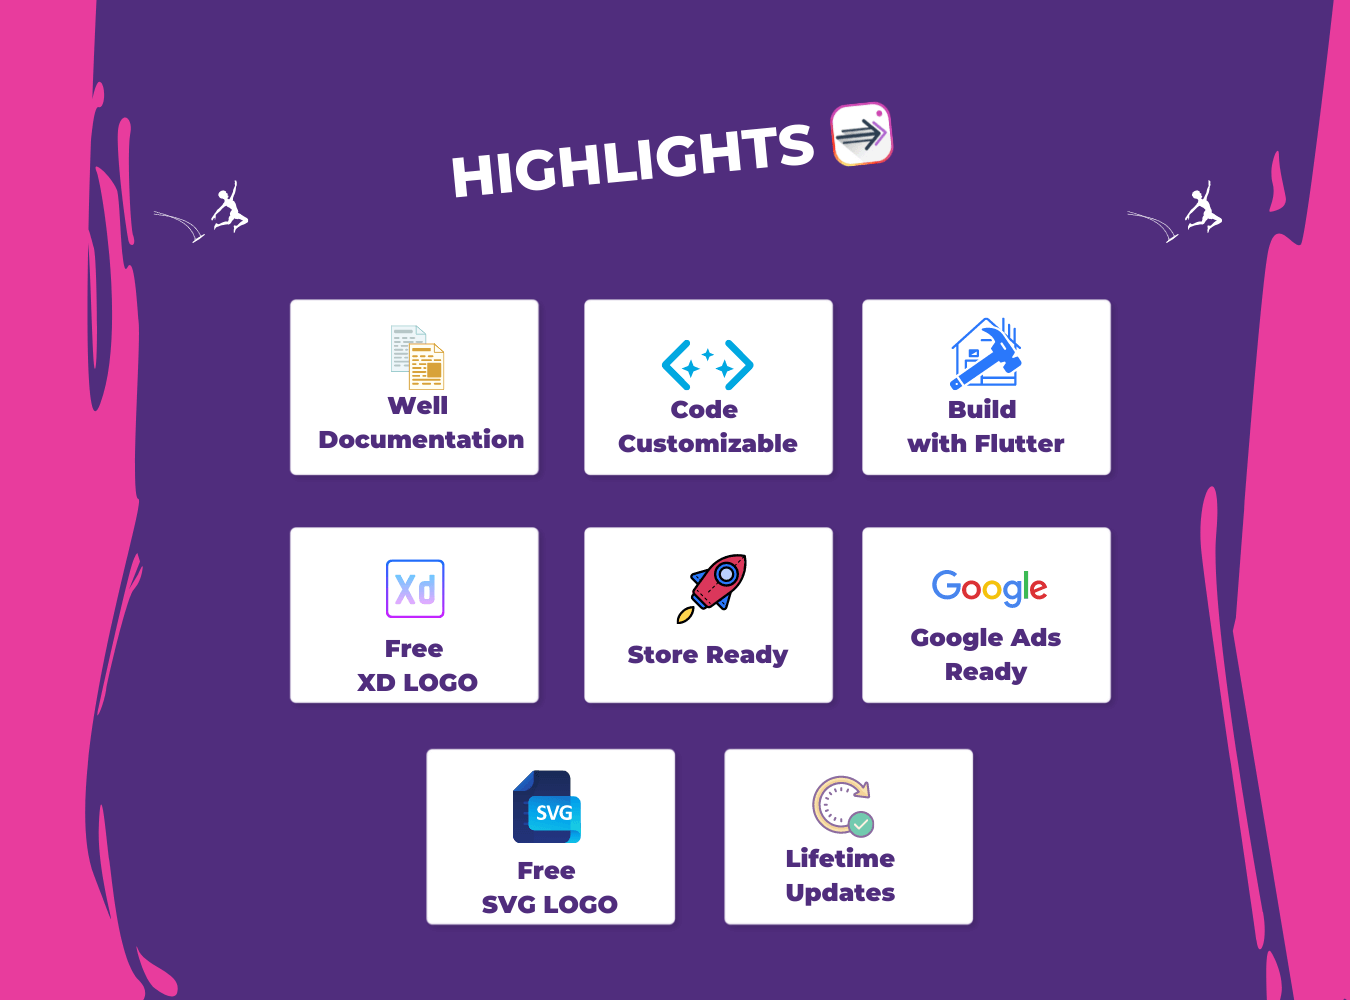 HIGHLIGHTS
Well
Documentation
Code
Customizable
Build
with Flutter
Xd
Free
XD LOGO
Store Ready
Google
Google Ads
Ready
SVG
Free
SVG LOGO
Lifetime
Updates